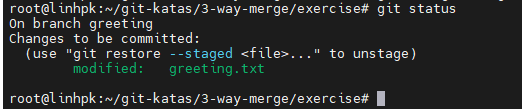 root@linhpk:~/git-katas/3-way-merge/exercise# git status
On branch greeting
Changes to be committed:
  (use "git restore --staged <file>..." to unstage)
        modified:   greeting.txt

root@linhpk:~/git-katas/3-way-merge/exercise#